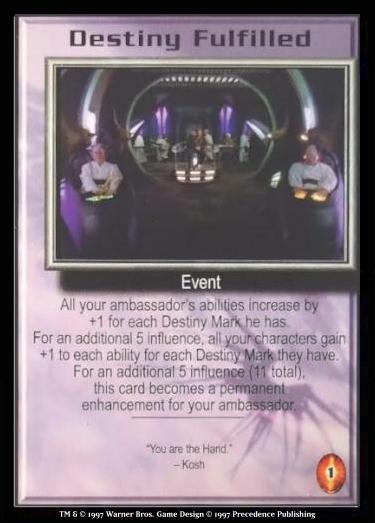 Destiny Fulfilled
Event
All your ambassador's abilities increase by
+1 for each Destiny Mark he has.
For an additional 5 influence, all your characters gain
+1 to each ability for each Destiny Mark they have.
For an additional 5 influence (11 total),
this card becomes a permanent
enhancement for your ambassador.
"You are the Hand."
– Kosh
1
TM & © 1997 Warner Bros. Game Design © 1997 Precedence Publishing